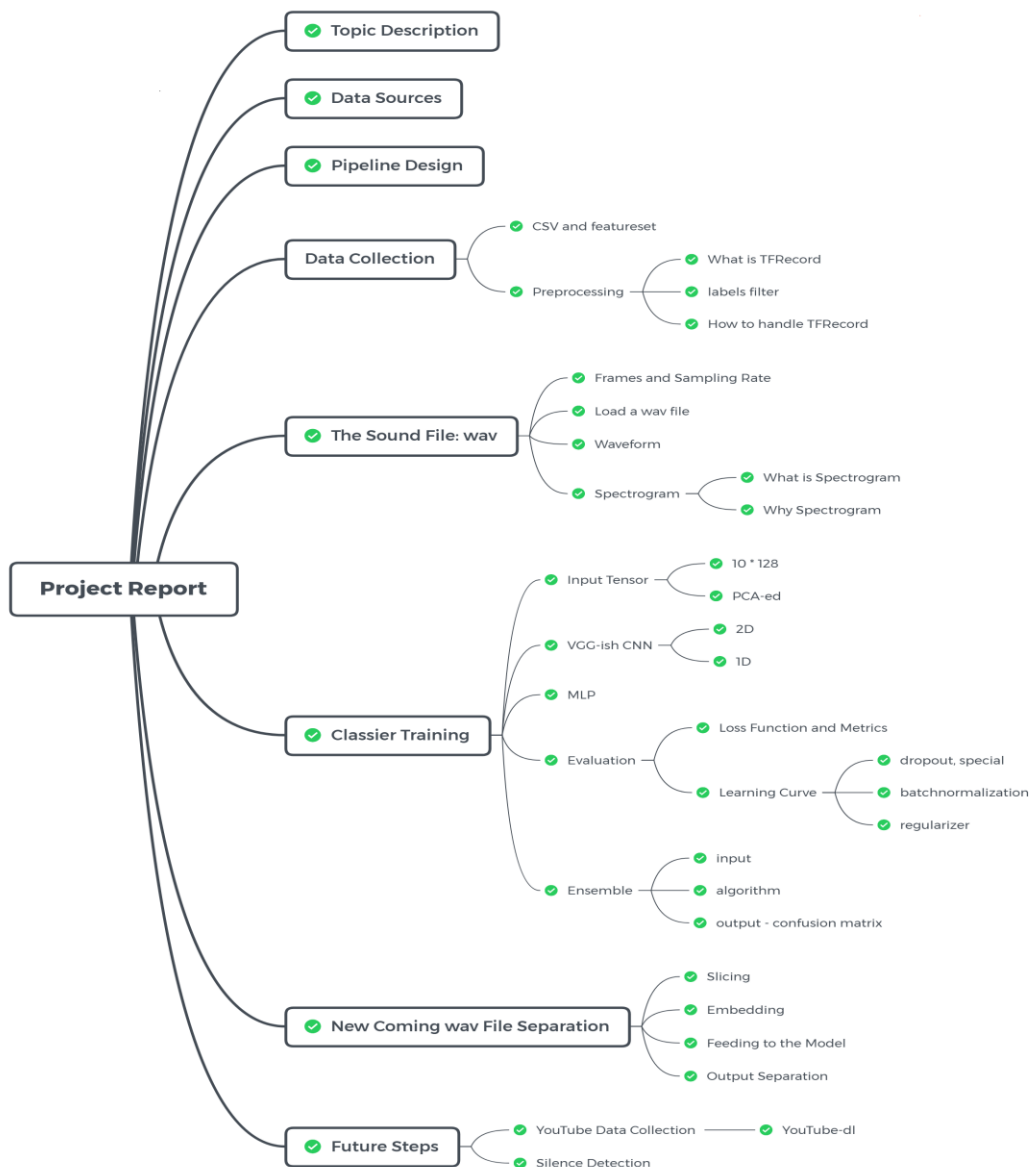 Topic Description
Data Sources
Pipeline Design
Data Collection
CSV and featureset
Preprocessing
What is TFRecord
labels filter
How to handle TFRecord
The Sound File: wav
Frames and Sampling Rate
Load a wav file
Waveform
Spectrogram
What is Spectrogram
Why Spectrogram
Project Report
Classier Training
Input Tensor
10 * 128
PCA-ed
VGG-ish CNN
2D
1D
MLP
Evaluation
Loss Function and Metrics
Learning Curve
dropout, special
batchnormalization
regularizer
Ensemble
input
algorithm
output - confusion matrix
New Coming wav File Separation
Slicing
Embedding
Feeding to the Model
Output Separation
Future Steps
YouTube Data Collection
YouTube-dl
Silence Detection